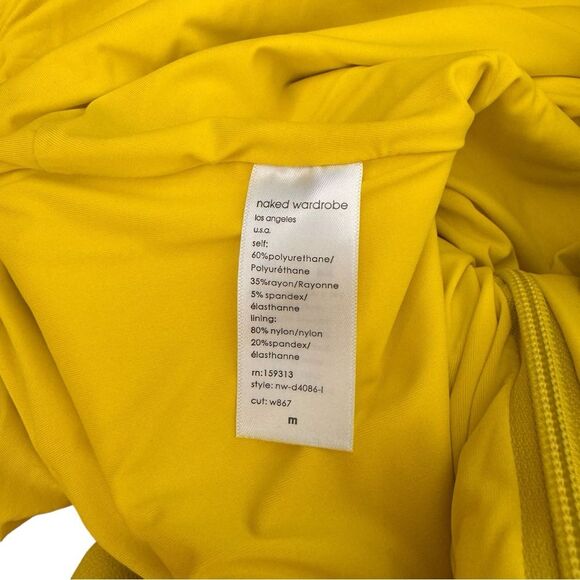 naked wardrobe
los angeles
u.s.a.
self:
60%polyurethane/
Polyuréthane
35%rayon/Rayonne
5% spandex/
élasthanne
lining:
80% nylon/nylon
20%spandex/
élasthanne
rn:159313
style: nw-d4086-l
cut: w867
m